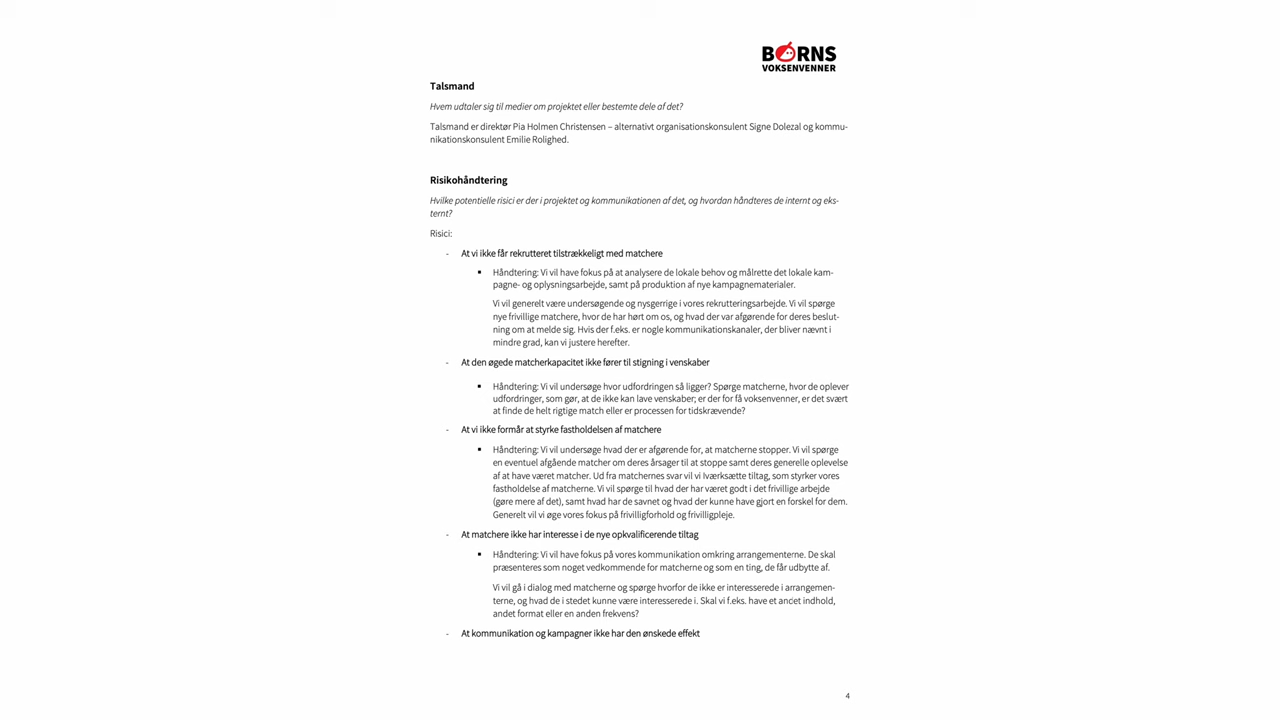 BØRNS
VOKSENVENNER
Talsmand
Hvem udtaler sig til medier om projektet eller bestemte dele af det?
Talsmand er direktør Pia Holmen Christensen – alternativt organisationskonsulent Signe Dolezal og kommu-
nikationskonsulent Emilie Rolighed.
Risikohåndtering
Hvilke potentielle risici er der i projektet og kommunikationen af det, og hvordan håndteres de internt og eks-
ternt?
Risici:
- At vi ikke får rekrutteret tilstrækkeligt med matchere
▪ Håndtering: Vi vil have fokus på at analysere de lokale behov og målrette det lokale kam-
pagne- og oplysningsarbejde, samt på produktion af nye kampagnematerialer.
Vi vil generelt være undersøgende og nysgerrige i vores rekrutteringsarbejde. Vi vil spørge
nye frivillige matchere, hvor de har hørt om os, og hvad der var afgørende for deres beslut-
ning om at melde sig. Hvis der f.eks. er nogle kommunikationskanaler, der bliver nævnt i
mindre grad, kan vi justere herefter.
- At den øgede matcherkapacitet ikke fører til stigning i venskaber
▪ Håndtering: Vi vil undersøge hvor udfordringen så ligger? Spørge matcherne, hvor de oplever
udfordringer, som gør, at de ikke kan lave venskaber; er der for få voksenvenner, er det svært
at finde de helt rigtige match eller er processen for tidskrævende?
- At vi ikke formår at styrke fastholdelsen af matchere
▪ Håndtering: Vi vil undersøge hvad der er afgørende for, at matcherne stopper. Vi vil spørge
en eventuel afgående matcher om deres årsager til at stoppe samt deres generelle oplevelse
af at have været matcher. Ud fra matchernes svar vil vi Iværksætte tiltag, som styrker vores
fastholdelse af matcherne. Vi vil spørge til hvad der har været godt i det frivillige arbejde
(gøre mere af det), samt hvad har de savnet og hvad der kunne have gjort en forskel for dem.
Generelt vil vi øge vores fokus på frivilligforhold og frivilligpleje.
- At matchere ikke har interesse i de nye opkvalificerende tiltag
▪ Håndtering: Vi vil have fokus på vores kommunikation omkring arrangementerne. De skal
præsenteres som noget vedkommende for matcherne og som en ting, de får udbytte af.
Vi vil gå i dialog med matcherne og spørge hvorfor de ikke er interesserede i arrangemen-
terne, og hvad de i stedet kunne være interesserede i. Skal vi f.eks. have et andet indhold,
andet format eller en anden frekvens?
- At kommunikation og kampagner ikke har den ønskede effekt
4